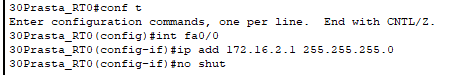 30Prasta_RT0#conf t
Enter configuration commands, one per line.  End with CNTL/Z.
30Prasta_RT0(config)#int fa0/0
30Prasta_RT0(config-if)#ip add 172.16.2.1 255.255.255.0
30Prasta_RT0(config-if)#no shut